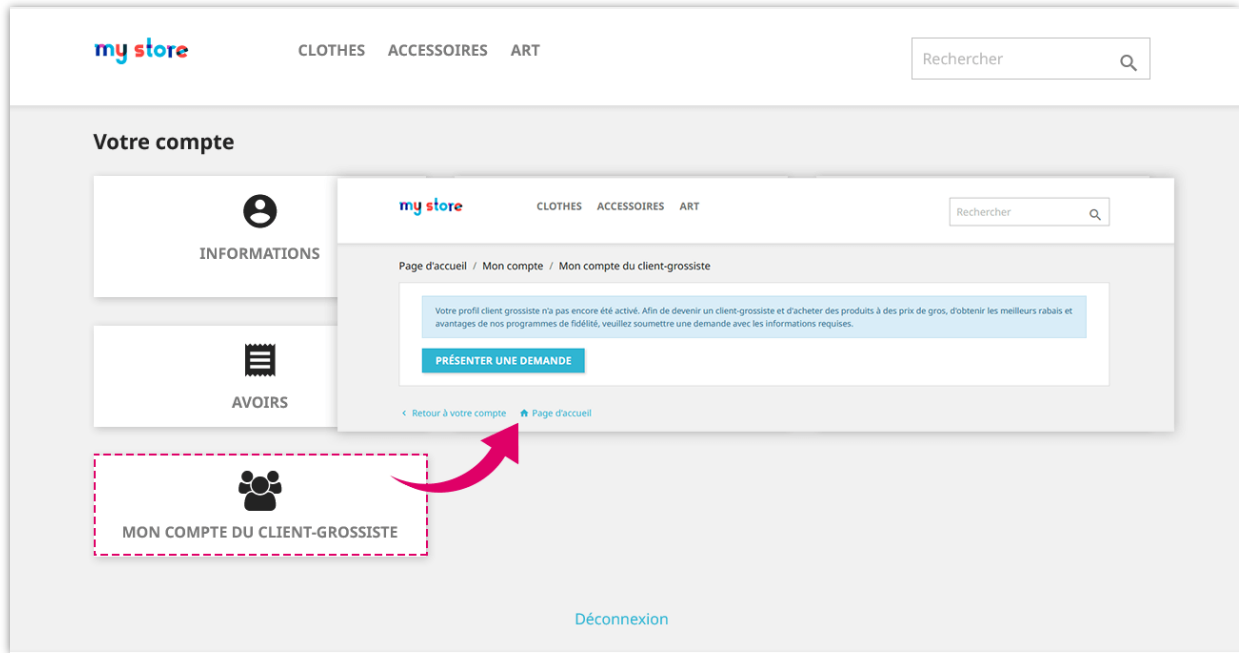 my store
CLOTHES ACCESSOIRES ART
Rechercher
Votre compte
INFORMATIONS
AVOIRS
MON COMPTE DU CLIENT-GROSSISTE
my store
CLOTHES ACCESSOIRES ART
Rechercher
Page d'accueil / Mon compte / Mon compte du client-grossiste
Votre profil client grossiste n'a pas encore été activé. Afin de devenir un client-grossiste et d'acheter des produits à des prix de gros, d'obtenir les meilleurs rabais et
avantages de nos programmes de fidélité, veuillez soumettre une demande avec les informations requises.
PRÉSENTER UNE DEMANDE
< Retour à votre compte Page d'accueil
Déconnexion